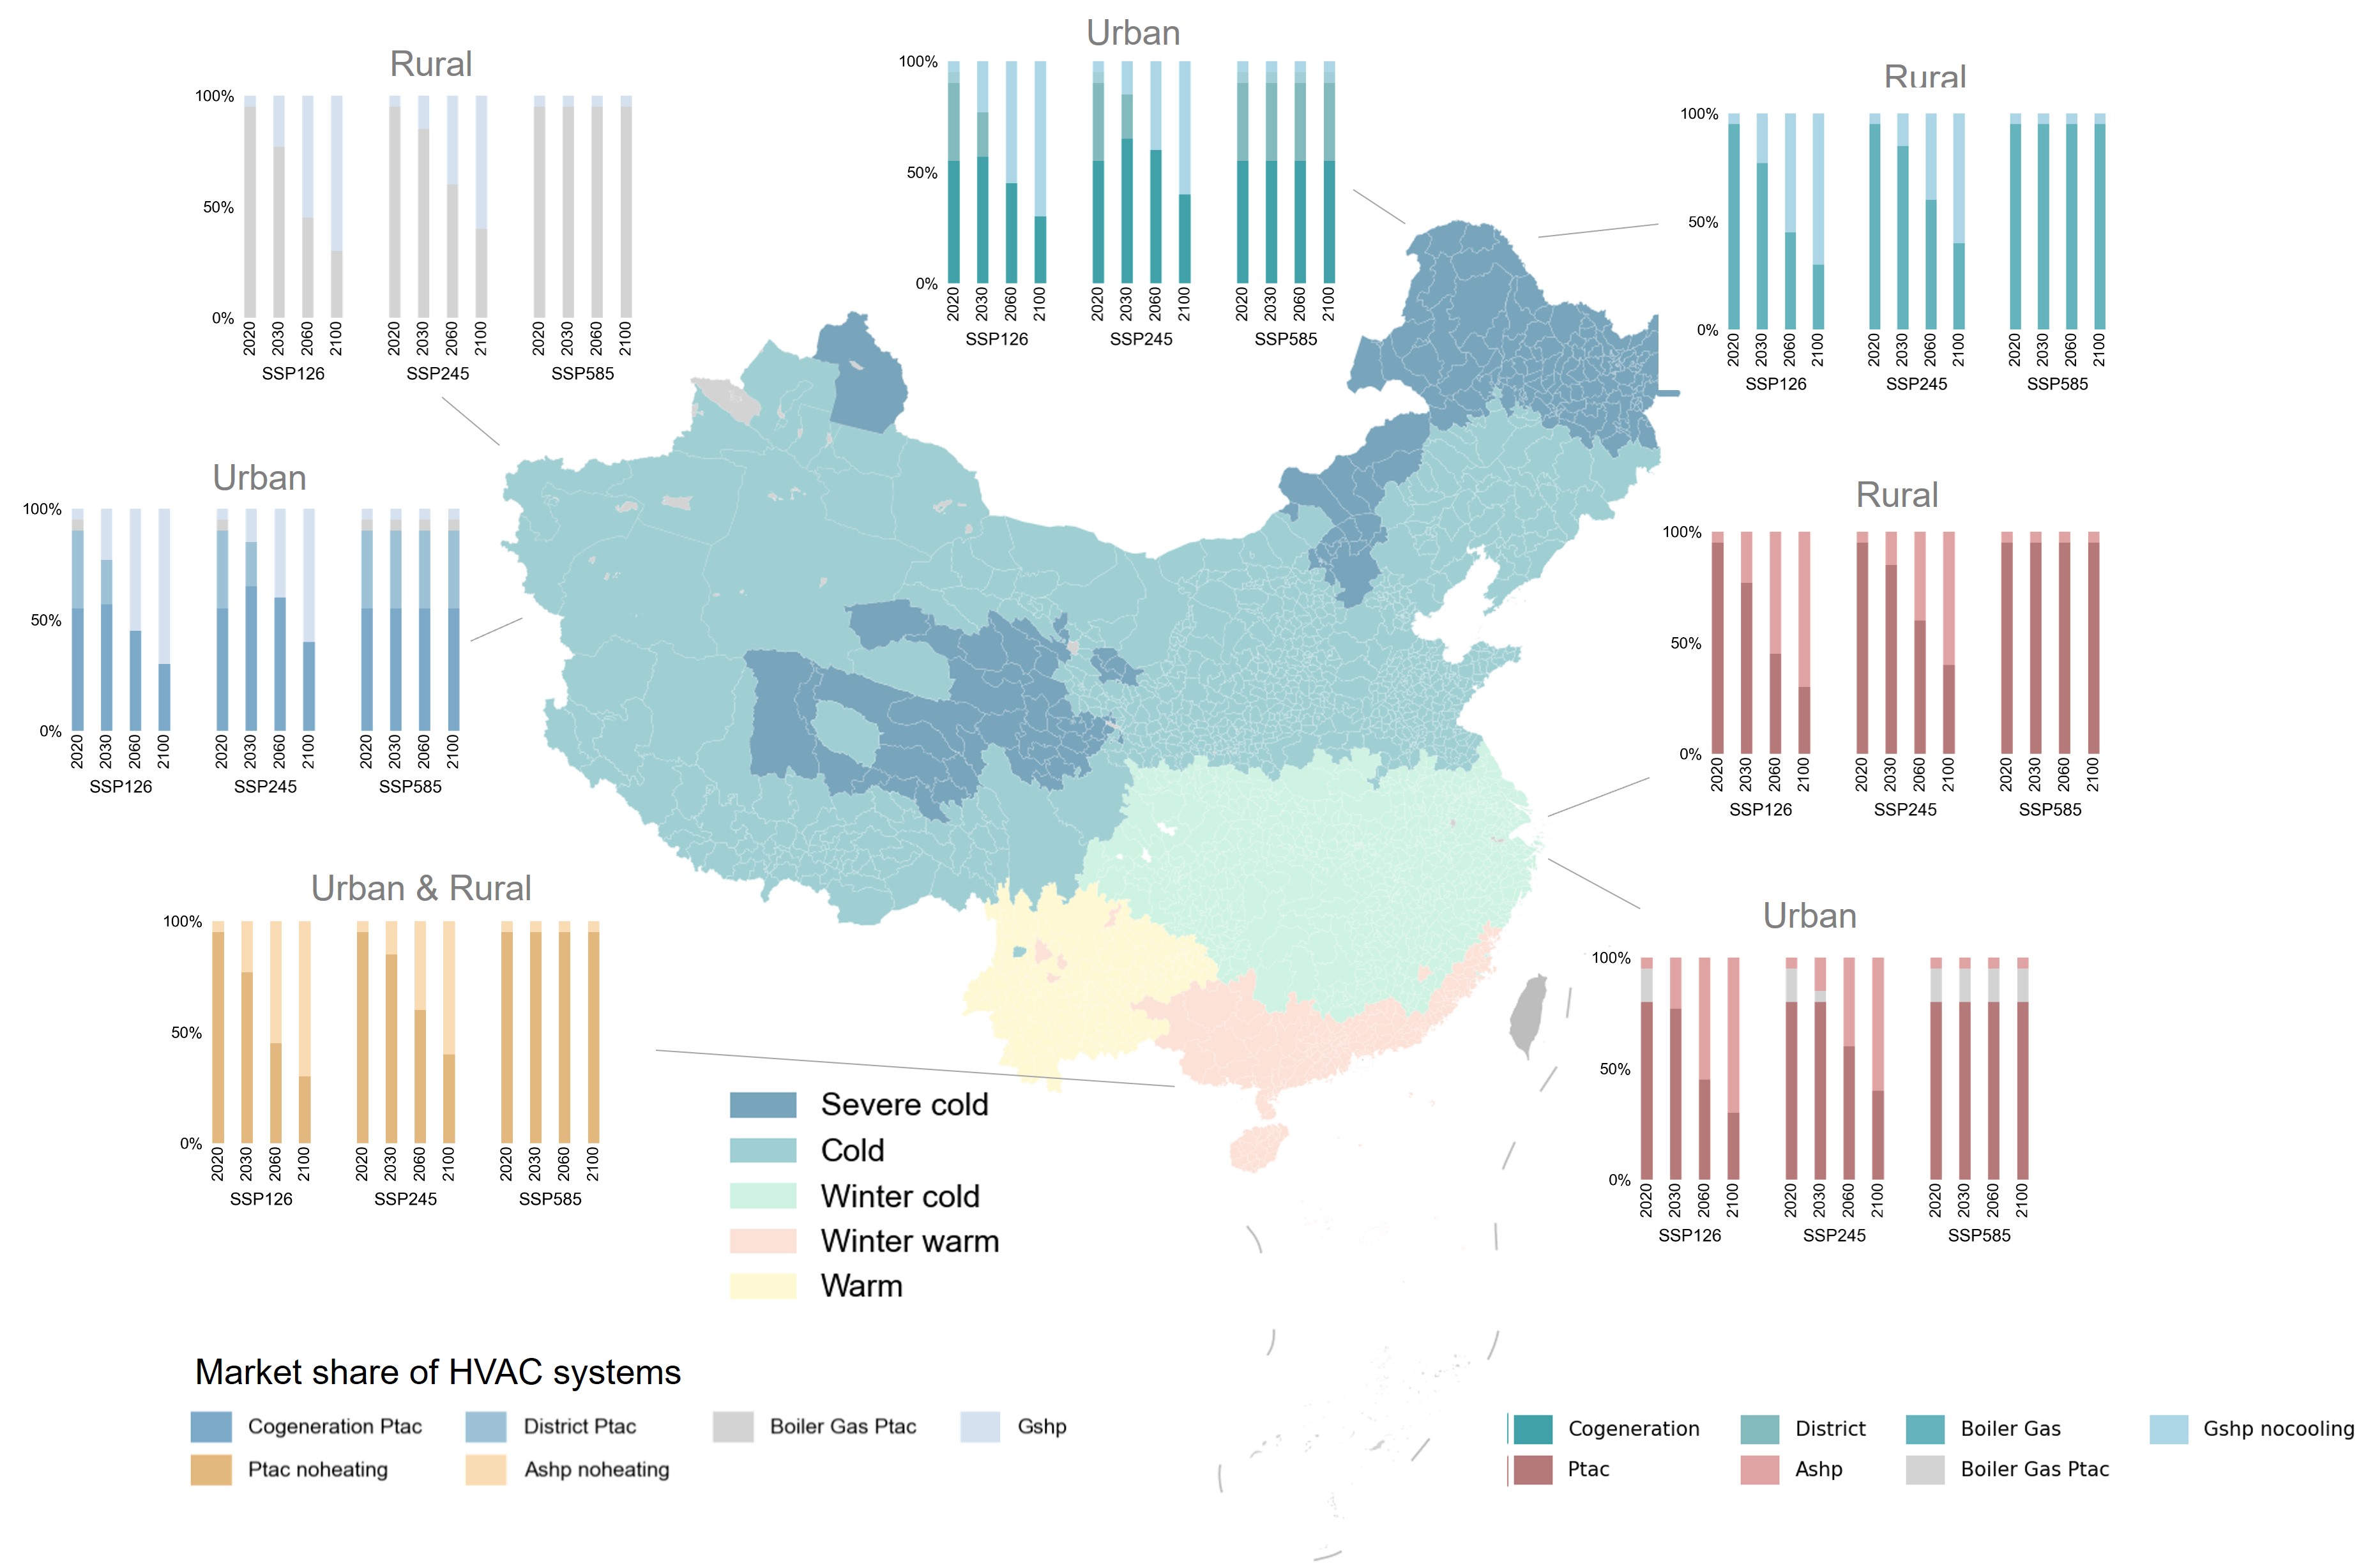 Urban
100%
50%
0%
2020 2030 2060 2100
SSP126
2020 2030 2060 2100
SSP245
2020 2030 2060 2100
SSP585
Rural
100%
50%
0%
2020 2030 2060 2100
SSP126
2020 2030 2060 2100
SSP245
2020 2030 2060 2100
SSP585
Rural
100%
50%
0%
2020 2030 2060 2100
SSP126
2020 2030 2060 2100
SSP245
2020 2030 2060 2100
SSP585
Urban
100%
50%
0%
2020 2030 2060 2100
SSP126
2020 2030 2060 2100
SSP245
2020 2030 2060 2100
SSP585
Rural
100%
50%
0%
2020 2030 2060 2100
SSP126
2020 2030 2060 2100
SSP245
2020 2030 2060 2100
SSP585
Urban & Rural
100%
50%
0%
2020 2030 2060 2100
SSP126
2020 2030 2060 2100
SSP245
2020 2030 2060 2100
SSP585
Urban
100%
50%
0%
2020 2030 2060 2100
SSP126
2020 2030 2060 2100
SSP245
2020 2030 2060 2100
SSP585
Severe cold
Cold
Winter cold
Winter warm
Warm
Market share of HVAC systems
Cogeneration Ptac
District Ptac
Boiler Gas Ptac
Gshp
Ptac noheating
Ashp noheating
Cogeneration
District
Boiler Gas
Gshp nocooling
Ptac
Ashp
Boiler Gas Ptac